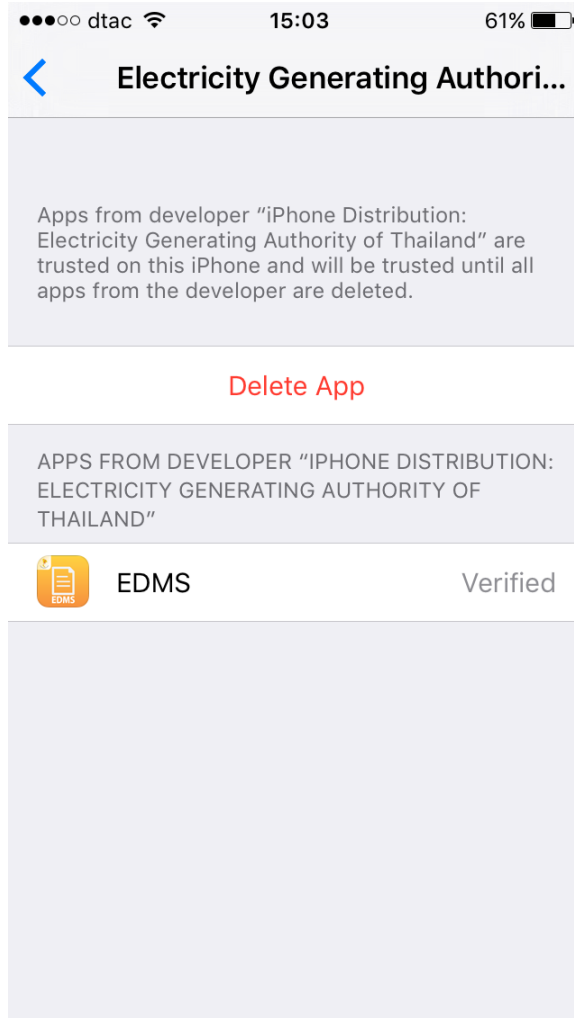 dtac 15:03 61%
Electricity Generating Authori...
Apps from developer “iPhone Distribution:
Electricity Generating Authority of Thailand” are
trusted on this iPhone and will be trusted until all
apps from the developer are deleted.
Delete App
APPS FROM DEVELOPER “IPHONE DISTRIBUTION:
ELECTRICITY GENERATING AUTHORITY OF
THAILAND”
EDMS
EDMS Verified